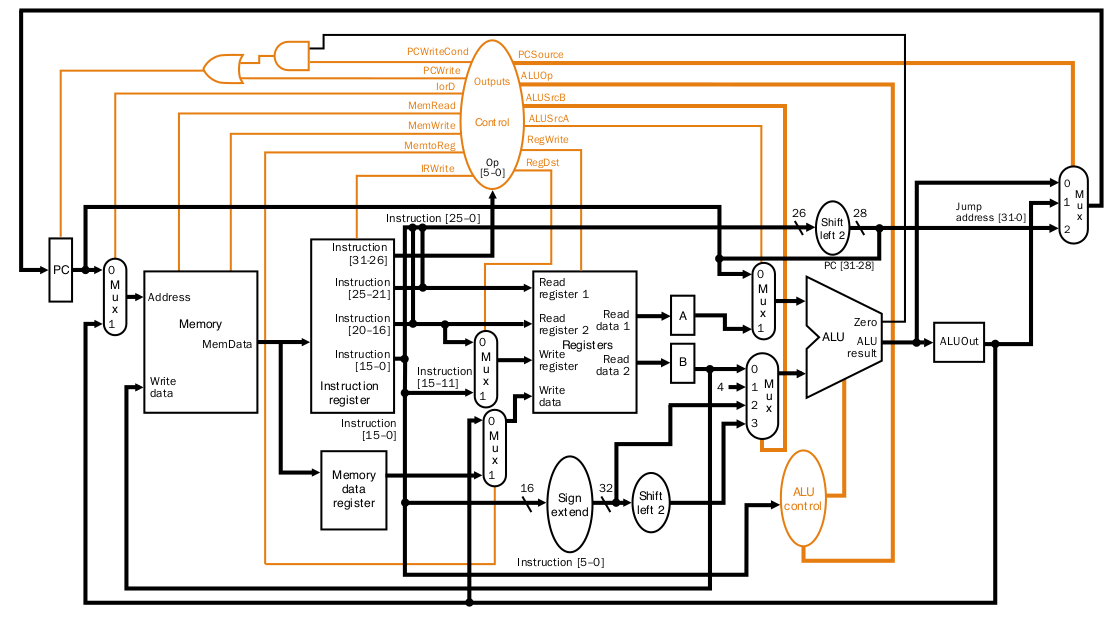 PCWriteCond
PCWrite
IorD
MemRead
MemWrite
MemtoReg
IRWrite
Outputs
Control
Op
[5–0]
PCSource
ALUOp
ALUSrcB
ALUSrcA
RegWrite
RegDst
PC
0
M
u
x
1
Address
Memory
MemData
Write
data
Instruction [25–0]
Instruction
[31-26]
Instruction
[25–21]
Instruction
[20–16]
Instruction
[15–0]
Instruction
register
Instruction
[15–0]
Memory
data
register
Instruction
[15–11]
0
M
u
x
1
0
M
u
x
1
Read
register 1
Read
register 2
Registers
Write
register
Write
data
Read
data 1
Read
data 2
16
Sign
extend
32
Shift
left 2
Instruction [5–0]
A
B
4
0
M
u
x
1
0
1
2
3
M
u
x
26
Shift
left 2
28
PC [31-28]
Jump
address [31-0]
Zero
ALU
ALU
result
ALUOut
ALU
control
0
1
2
M
u
x